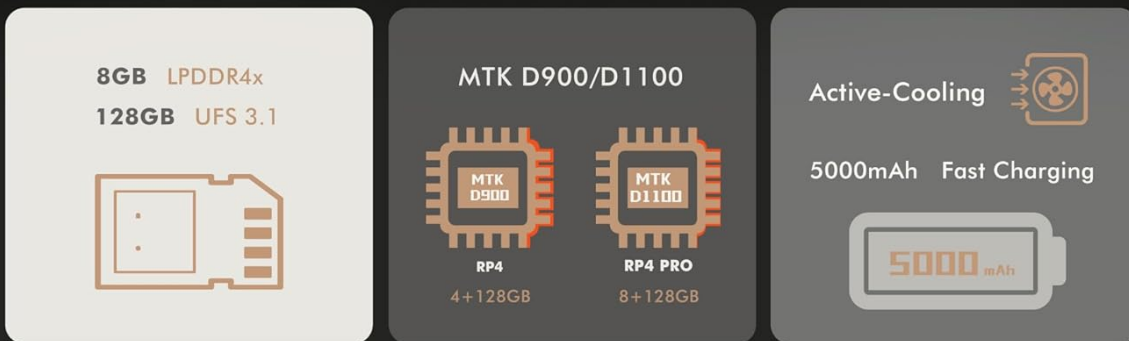 8GB LPDDR4x
128GB UFS 3.1
MTK D900/D1100
MTK
D900
RP4
4+128GB
MTK
D1100
RP4 PRO
8+128GB
Active-Cooling
5000mAh Fast Charging
5000 mAh